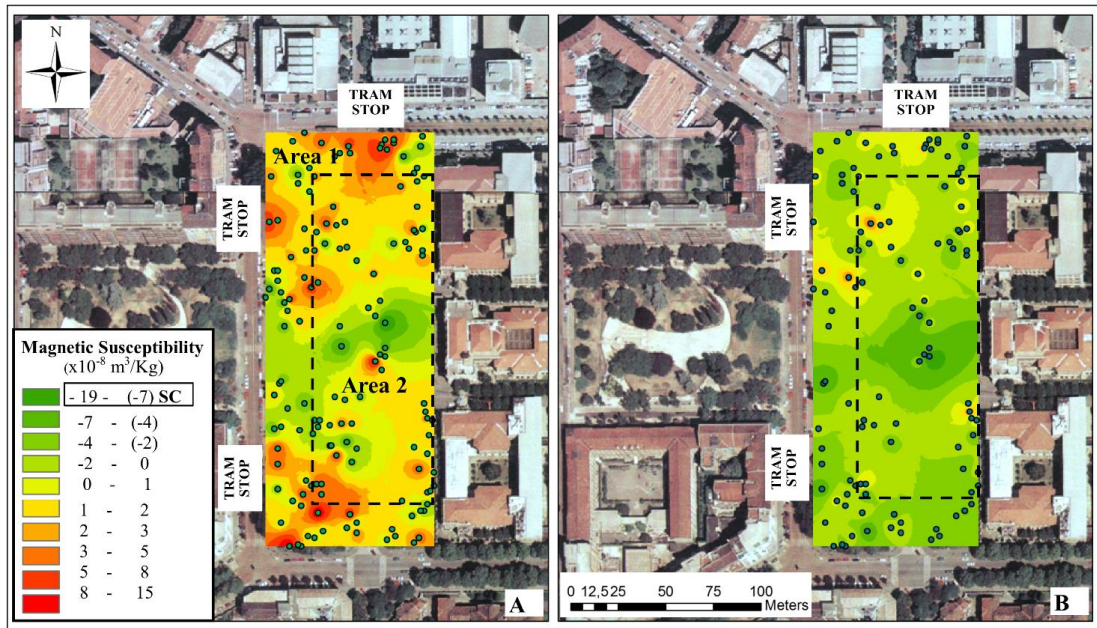 N
TRAM
STOP
TRAM
STOP
Area 1
TRAM
STOP
TRAM
STOP
Magnetic Susceptibility
(x10⁻⁸ m³/Kg)
- 19 - (-7) SC
-7 - (-4)
-4 - (-2)
-2 - 0
0 - 1
1 - 2
2 - 3
3 - 5
5 - 8
8 - 15
Area 2
TRAM
STOP
TRAM
STOP
A
0 12,5 25 50 75 100
Meters
B